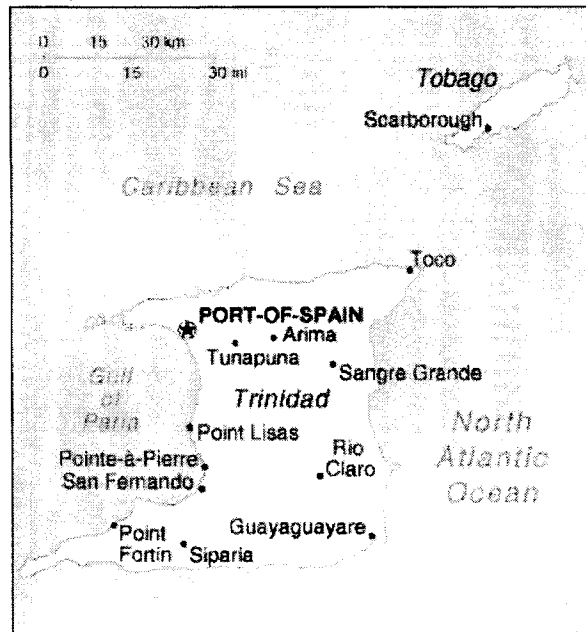 0 15 30 km
0 15 30 mi
Tobago
Scarborough
Caribbean Sea
Toco
PORT-OF-SPAIN
Arima
Tunapuna
Sangre Grande
Gulf
of
Paria
Trinidad
North
Atlantic
Ocean
Point Lisas
Pointe-à-Pierre
San Fernando
Rio
Claro
Point
Fortin
Siparia
Guayaguayare